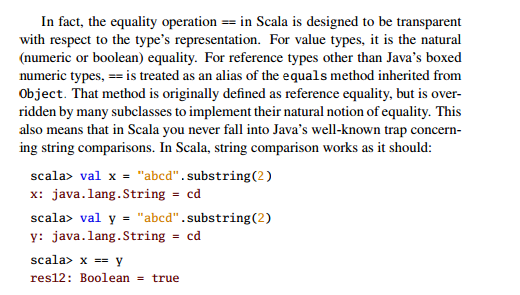 In fact, the equality operation == in Scala is designed to be transparent
with respect to the type's representation. For value types, it is the natural
(numeric or boolean) equality. For reference types other than Java's boxed
numeric types, == is treated as an alias of the equals method inherited from
Object. That method is originally defined as reference equality, but is over-
ridden by many subclasses to implement their natural notion of equality. This
also means that in Scala you never fall into Java's well-known trap concern-
ing string comparisons. In Scala, string comparison works as it should:
scala> val x = "abcd".substring(2)
x: java.lang.String = cd
scala> val y = "abcd".substring(2)
y: java.lang.String = cd
scala> x == y
res12: Boolean = true